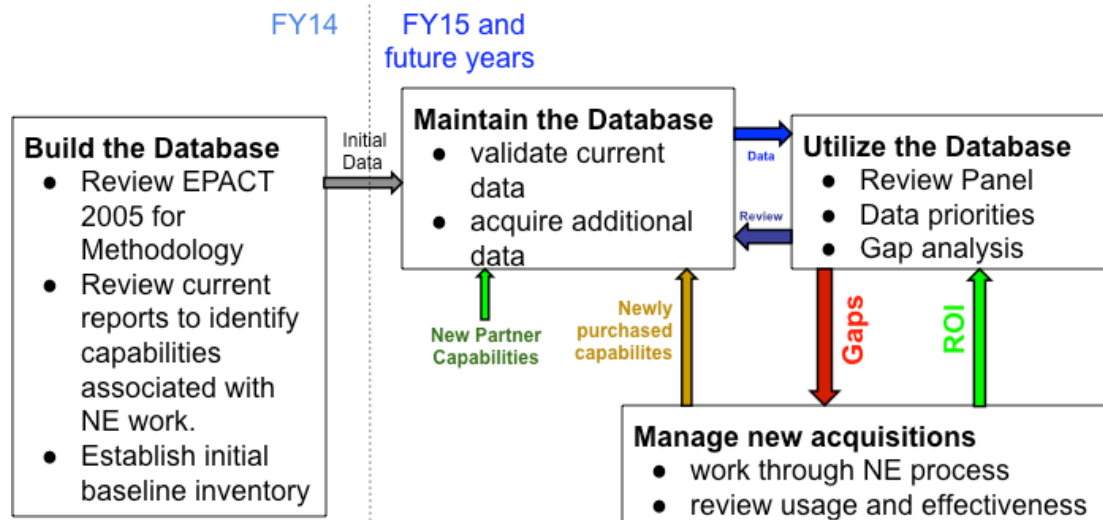 FY14
FY15 and
future years
Build the Database
● Review EPACT
2005 for
Methodology
● Review current
reports to identify
capabilities
associated with
NE work.
● Establish initial
baseline inventory
Initial
Data
Maintain the Database
● validate current
data
● acquire additional
data
Data
Review
Utilize the Database
● Review Panel
● Data priorities
● Gap analysis
New Partner
Capabilities
Newly
purchased
capabilites
Gaps
ROI
Manage new acquisitions
● work through NE process
● review usage and effectiveness